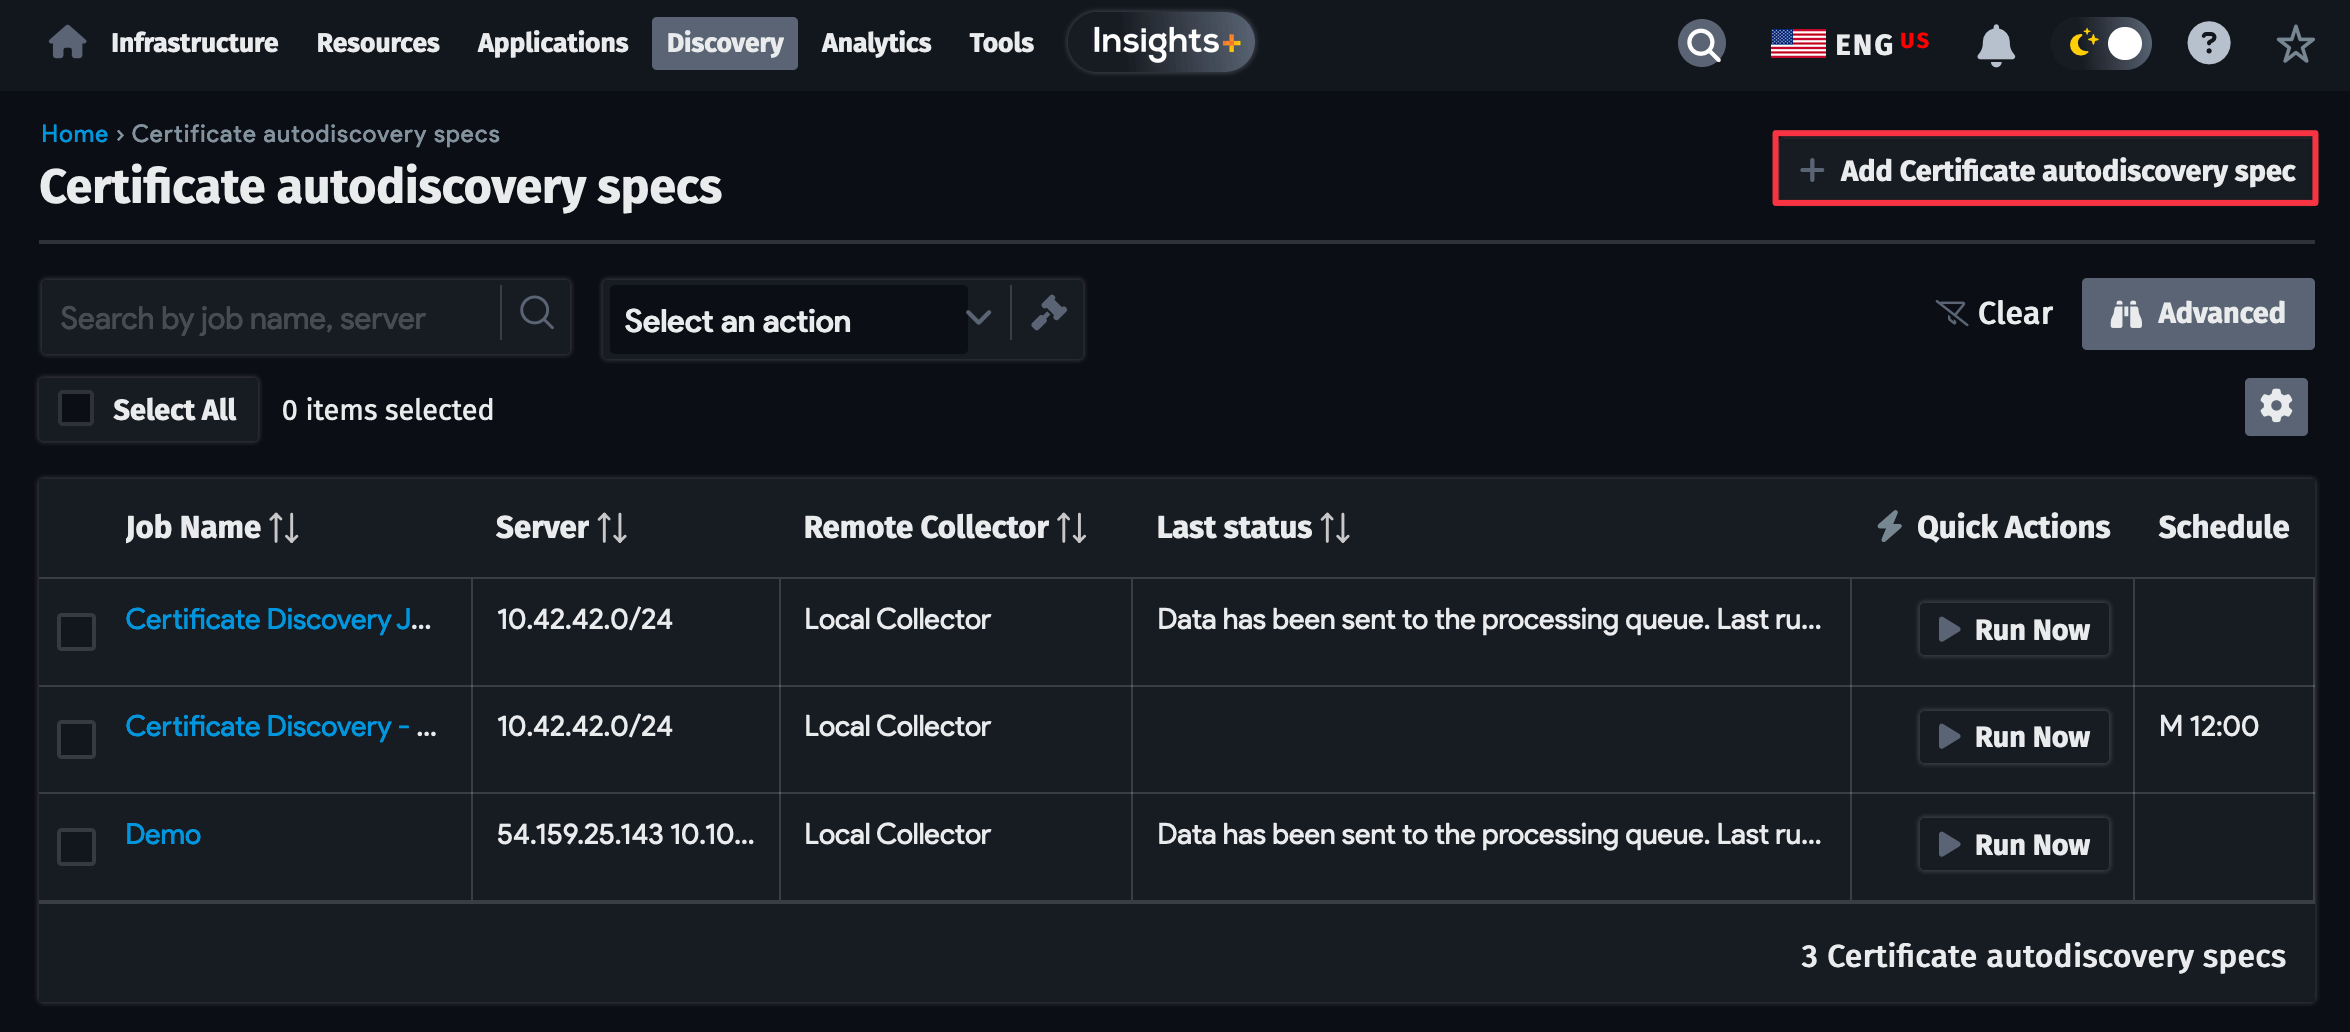 Infrastructure Resources Applications Discovery Analytics Tools Insights+ ENG US ?
Home › Certificate autodiscovery specs
+ Add Certificate autodiscovery spec
Certificate autodiscovery specs
Search by job name, server
Select an action
Clear
Advanced
Select All 0 items selected
Job Name Server Remote Collector Last status Quick Actions Schedule
Certificate Discovery J... 10.42.42.0/24 Local Collector Data has been sent to the processing queue. Last ru... Run Now
Certificate Discovery - ... 10.42.42.0/24 Local Collector Run Now M 12:00
Demo 54.159.25.143 10.10... Local Collector Data has been sent to the processing queue. Last ru... Run Now
3 Certificate autodiscovery specs